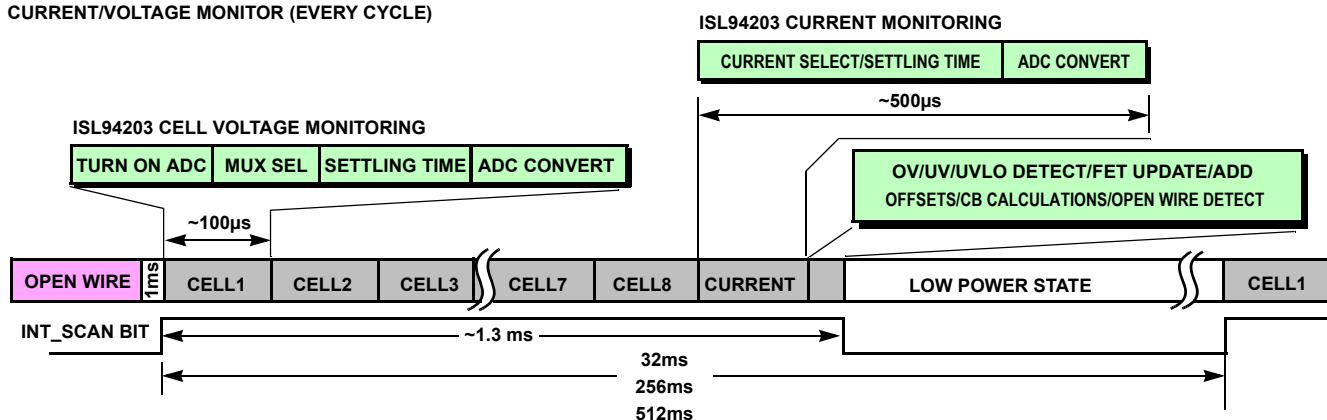 CURRENT/VOLTAGE MONITOR (EVERY CYCLE)
ISL94203 CURRENT MONITORING
CURRENT SELECT/SETTLING TIME ADC CONVERT
~500µs
ISL94203 CELL VOLTAGE MONITORING
TURN ON ADC MUX SEL SETTLING TIME ADC CONVERT
OV/UV/UVLO DETECT/FET UPDATE/ADD
OFFSETS/CB CALCULATIONS/OPEN WIRE DETECT
~100µs
OPEN WIRE 1ms CELL1 CELL2 CELL3 CELL7 CELL8 CURRENT LOW POWER STATE CELL1
INT_SCAN BIT
~1.3 ms
32ms
256ms
512ms